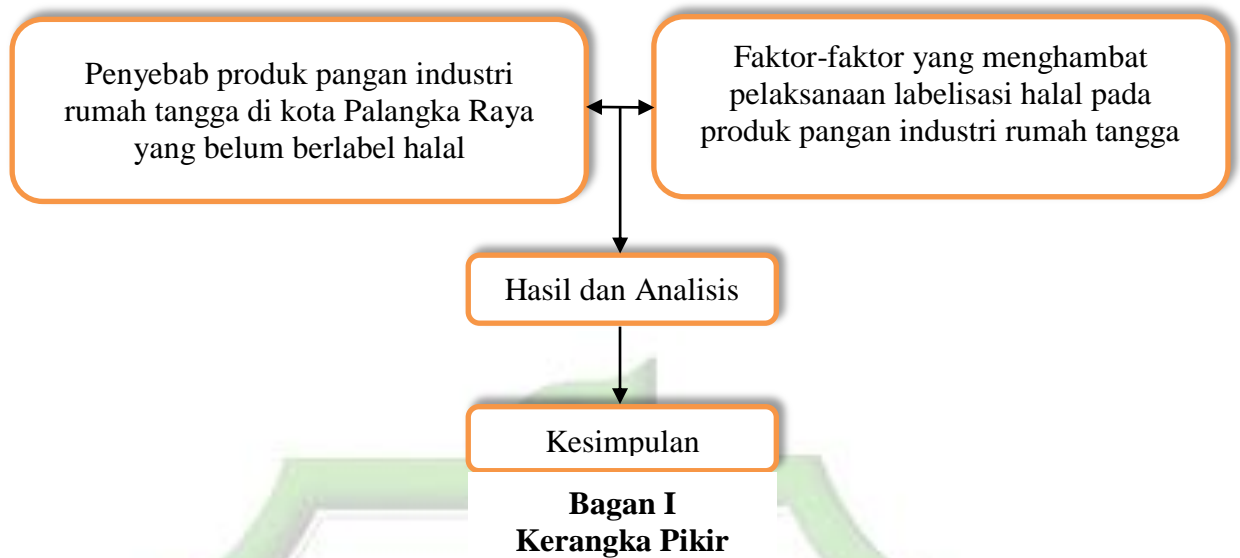 Penyebab produk pangan industri
rumah tangga di kota Palangka Raya
yang belum berlabel halal
Faktor-faktor yang menghambat
pelaksanaan labelisasi halal pada
produk pangan industri rumah tangga
Hasil dan Analisis
Kesimpulan
Bagan I
Kerangka Pikir